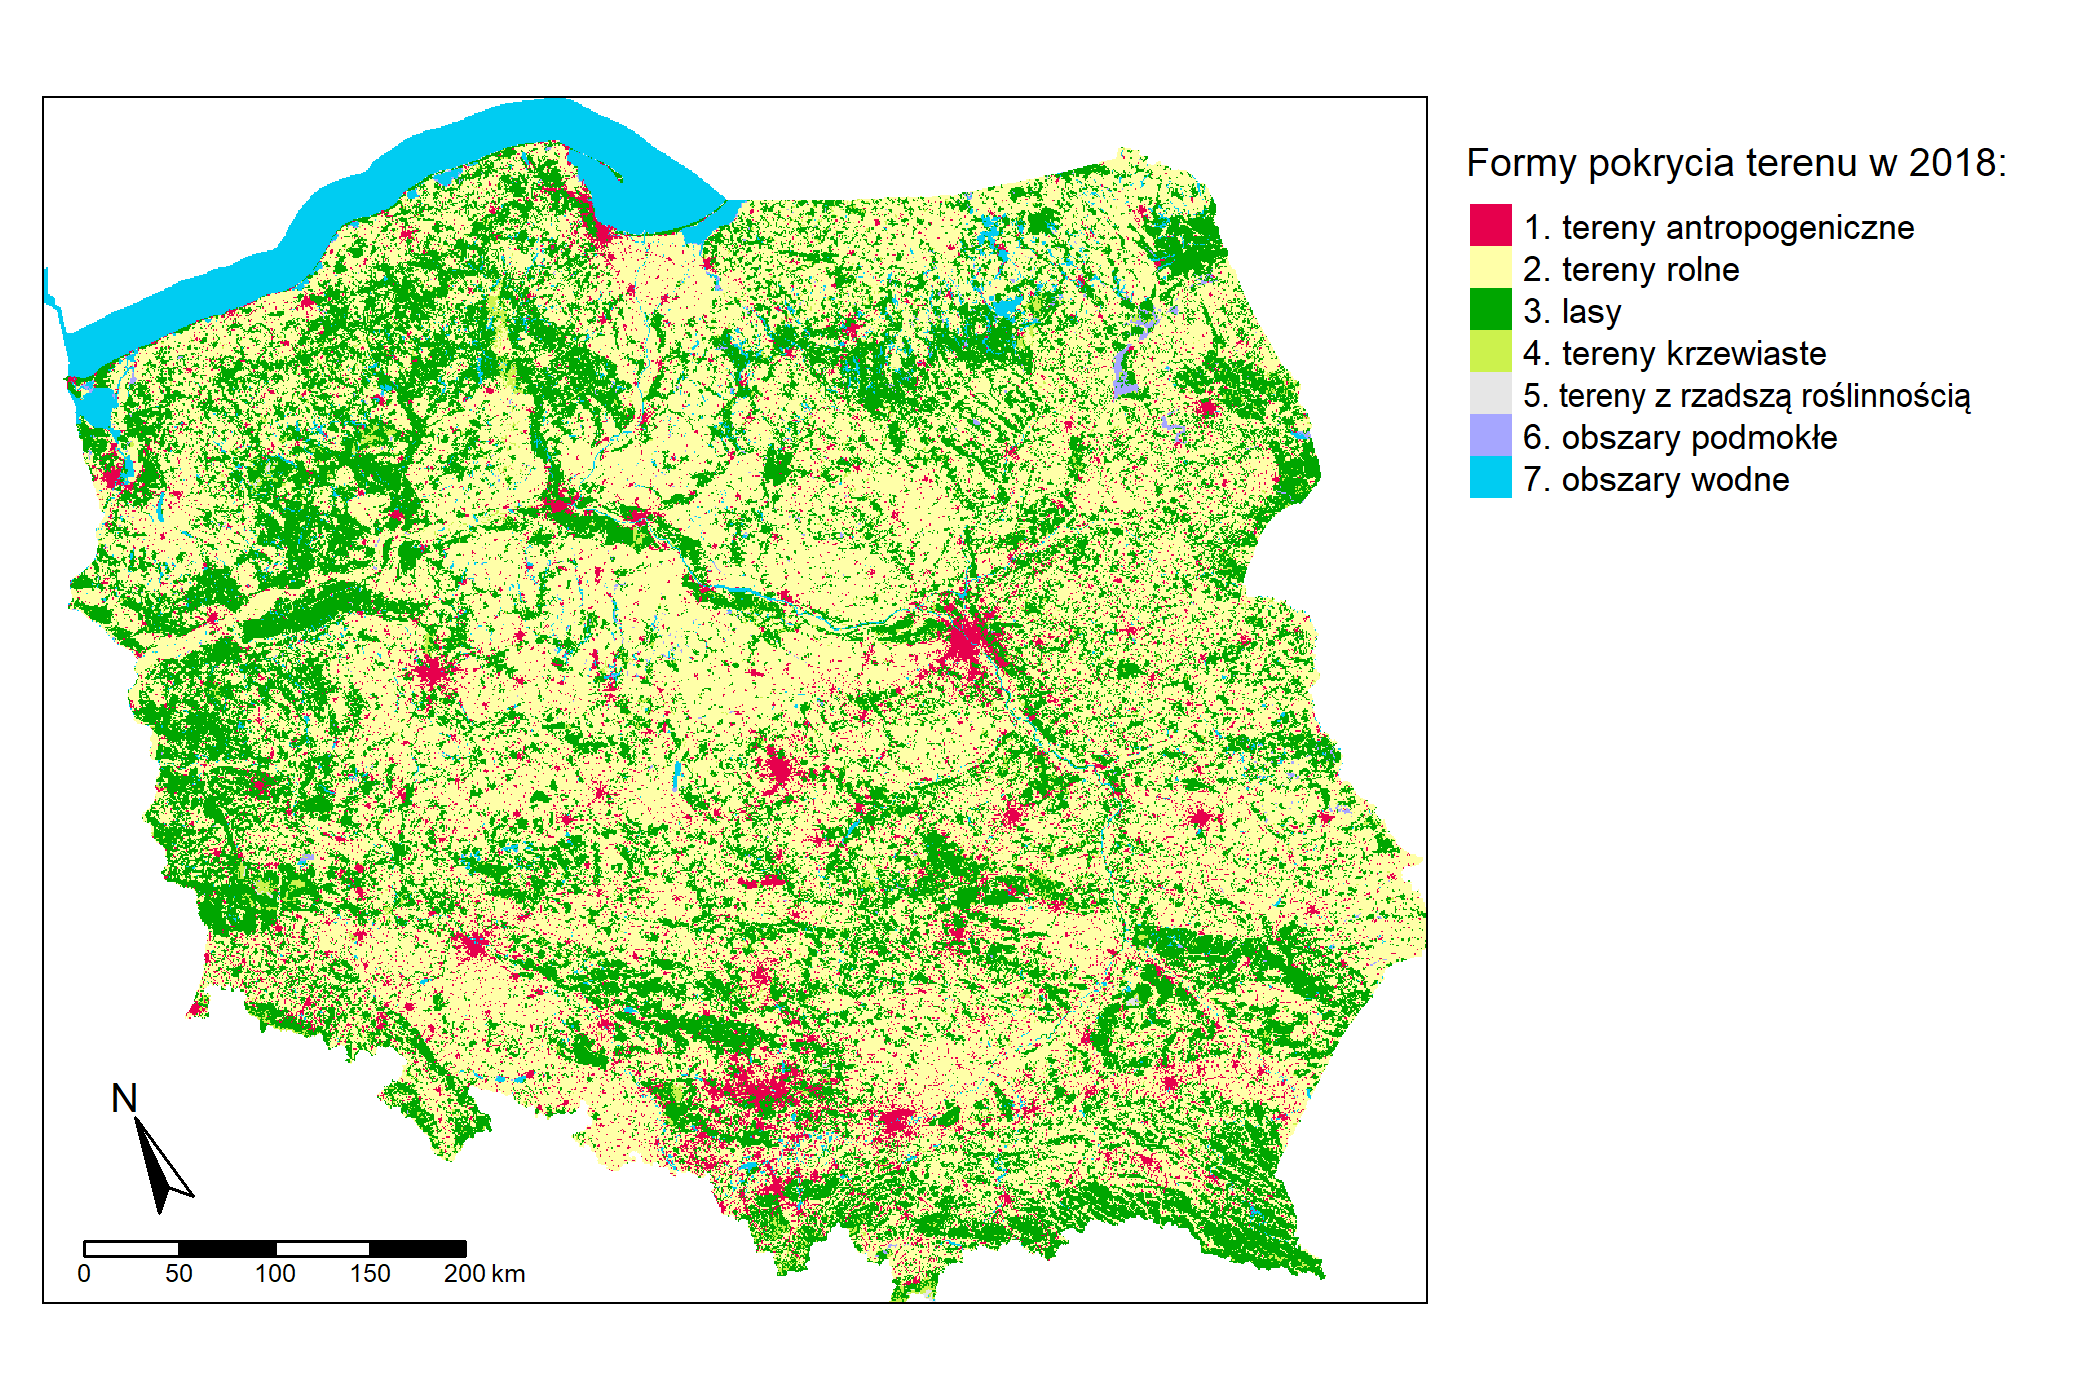 Formy pokrycia terenu w 2018:
1. tereny antropogeniczne
2. tereny rolne
3. lasy
4. tereny krzewiaste
5. tereny z rzadszą roślinnością
6. obszary podmokłe
7. obszary wodne
N
0 50 100 150 200 km